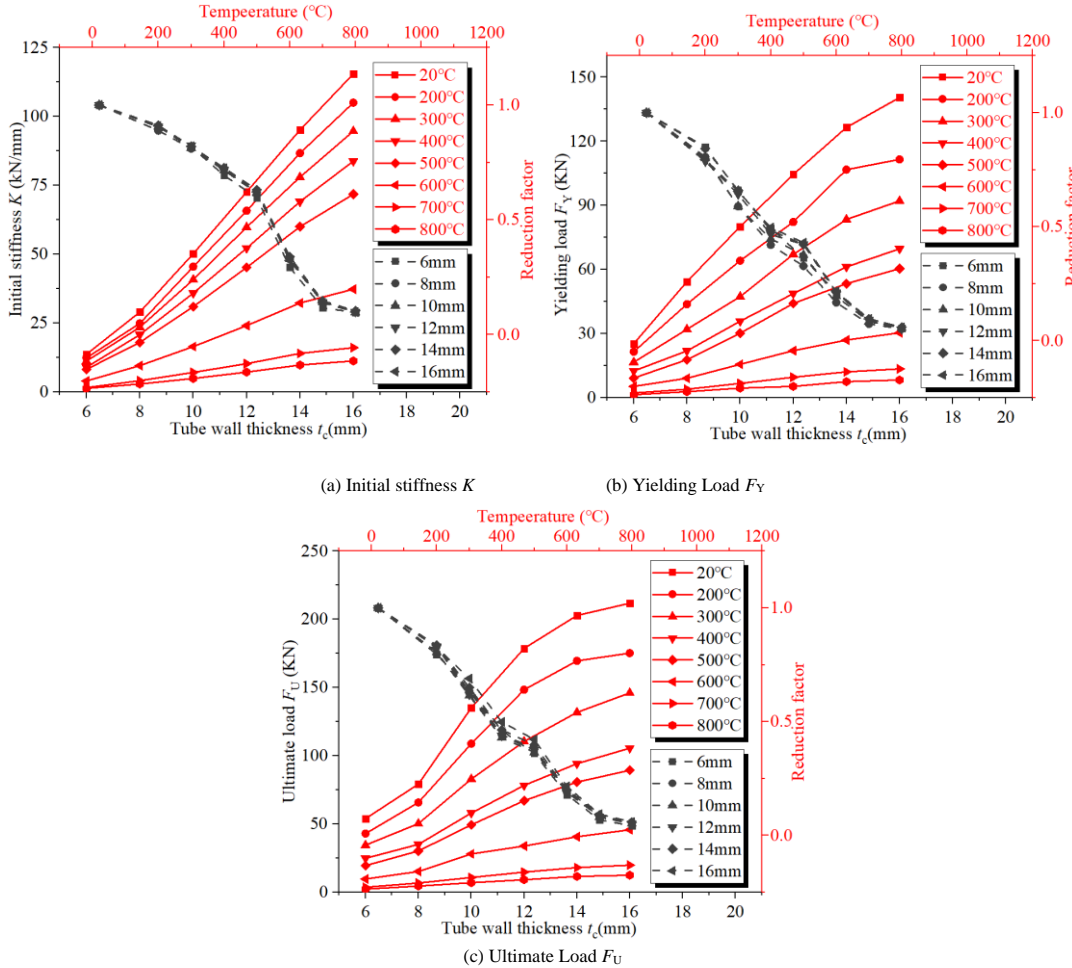 Tempeerature (°C)
0 200 400 600 800 1000 1200
125
100
75
50
25
0
Initial stiffness K (kN/mm)
6 8 10 12 14 16 18 20
Tube wall thickness tc(mm)
1.0
0.5
0.0
Reduction factor
20°C
200°C
300°C
400°C
500°C
600°C
700°C
800°C
6mm
8mm
10mm
12mm
14mm
16mm
(a) Initial stiffness K
Tempeerature (°C)
0 200 400 600 800 1000 1200
150
120
90
60
30
0
Yielding load FY (KN)
6 8 10 12 14 16 18 20
Tube wall thickness tc(mm)
1.0
0.5
0.0
Reduction factor
20°C
200°C
300°C
400°C
500°C
600°C
700°C
800°C
6mm
8mm
10mm
12mm
14mm
16mm
(b) Yielding Load FY
Tempeerature (°C)
0 200 400 600 800 1000 1200
250
200
150
100
50
0
Ultimate load FU (KN)
6 8 10 12 14 16 18 20
Tube wall thickness tc(mm)
1.0
0.5
0.0
Reduction factor
20°C
200°C
300°C
400°C
500°C
600°C
700°C
800°C
6mm
8mm
10mm
12mm
14mm
16mm
(c) Ultimate Load FU